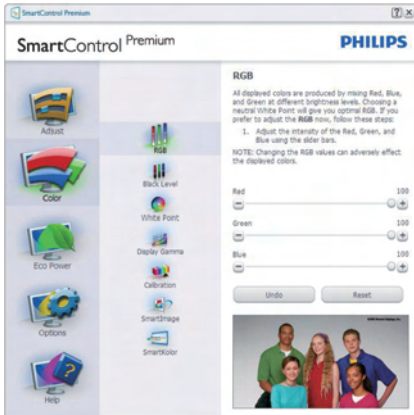 SmartControl Premium
SmartControl Premium
PHILIPS
Adjust
Color
Eco Power
Options
Help
RGB
Black Level
White Point
Display Gamma
Calibration
SmartImage
SmartKolor
RGB
All displayed colors are produced by mixing Red, Blue,
and Green at different brightness levels. Choosing a
neutral White Point will give you optimal RGB. If you
prefer to adjust the RGB now, follow these steps:
1. Adjust the intensity of the Red, Green, and
Blue using the slider bars.
NOTE: Changing the RGB values can adversely effect
the displayed colors.
Red 100
Green 100
Blue 100
Undo Reset